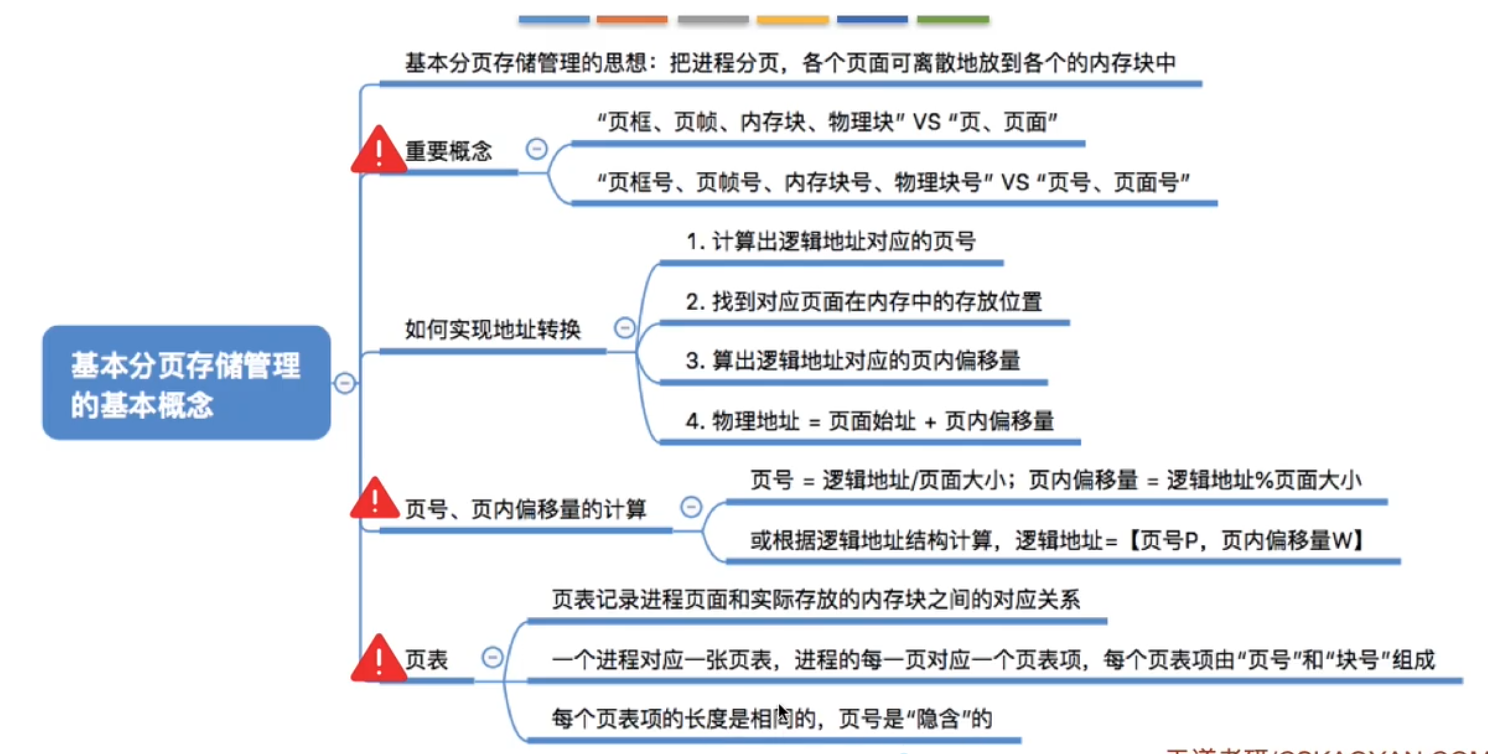 基本分页存储管理的思想：把进程分页，各个页面可离散地放到各个的内存块中
“页框、页帧、内存块、物理块” VS “页、页面”
重要概念
“页框号、页帧号、内存块号、物理块号” VS “页号、页面号”
1. 计算出逻辑地址对应的页号
2. 找到对应页面在内存中的存放位置
如何实现地址转换
3. 算出逻辑地址对应的页内偏移量
4. 物理地址 = 页面始址 + 页内偏移量
基本分页存储管理
的基本概念
页号 = 逻辑地址/页面大小；页内偏移量 = 逻辑地址%页面大小
页号、页内偏移量的计算
或根据逻辑地址结构计算，逻辑地址=【页号P，页内偏移量W】
页表记录进程页面和实际存放的内存块之间的对应关系
页表
一个进程对应一张页表，进程的每一页对应一个页表项，每个页表项由“页号”和“块号”组成
每个页表项的长度是相同的，页号是“隐含”的